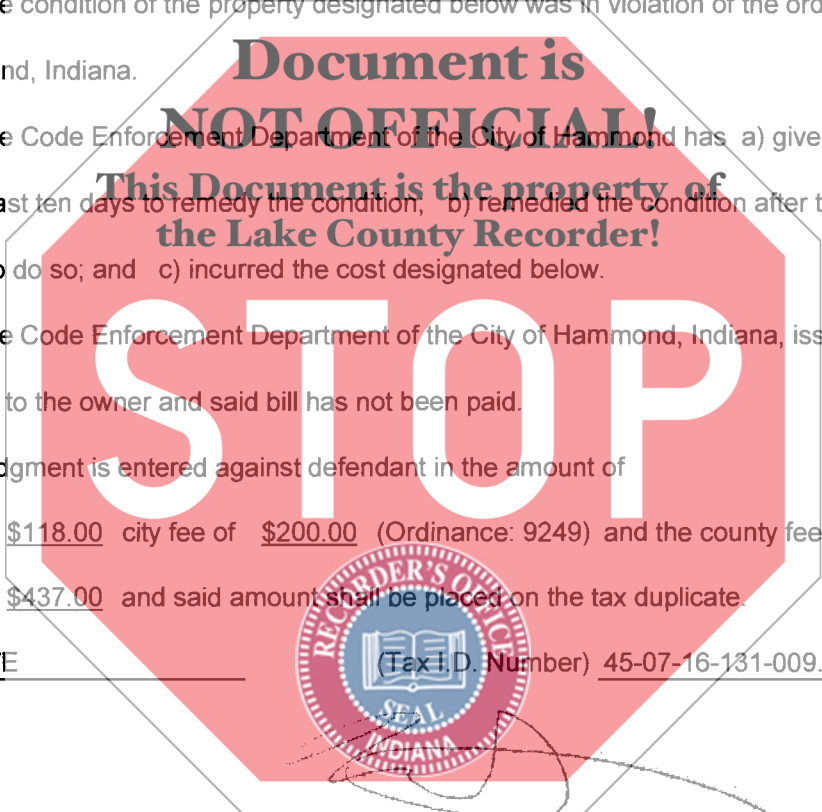 e condition of the property designated below was in violation of the ord
Document is
nd, Indiana.
NOT OFFICIAL!
e Code Enforcement Department of the City of Hammond has a) give
This Document is the property of
ast ten days to remedy the condition; b) remedied the condition after t
the Lake County Recorder!
o do so; and c) incurred the cost designated below.
e Code Enforcement Department of the City of Hammond, Indiana, iss
STOP
to the owner and said bill has not been paid.
dgment is entered against defendant in the amount of
$118.00 city fee of $200.00 (Ordinance: 9249) and the county fee
$437.00 and said amount shall be placed on the tax duplicate.
E (Tax I.D. Number) 45-07-16-131-009.
RECORDER'S OFFICE
SEAL
INDIANA